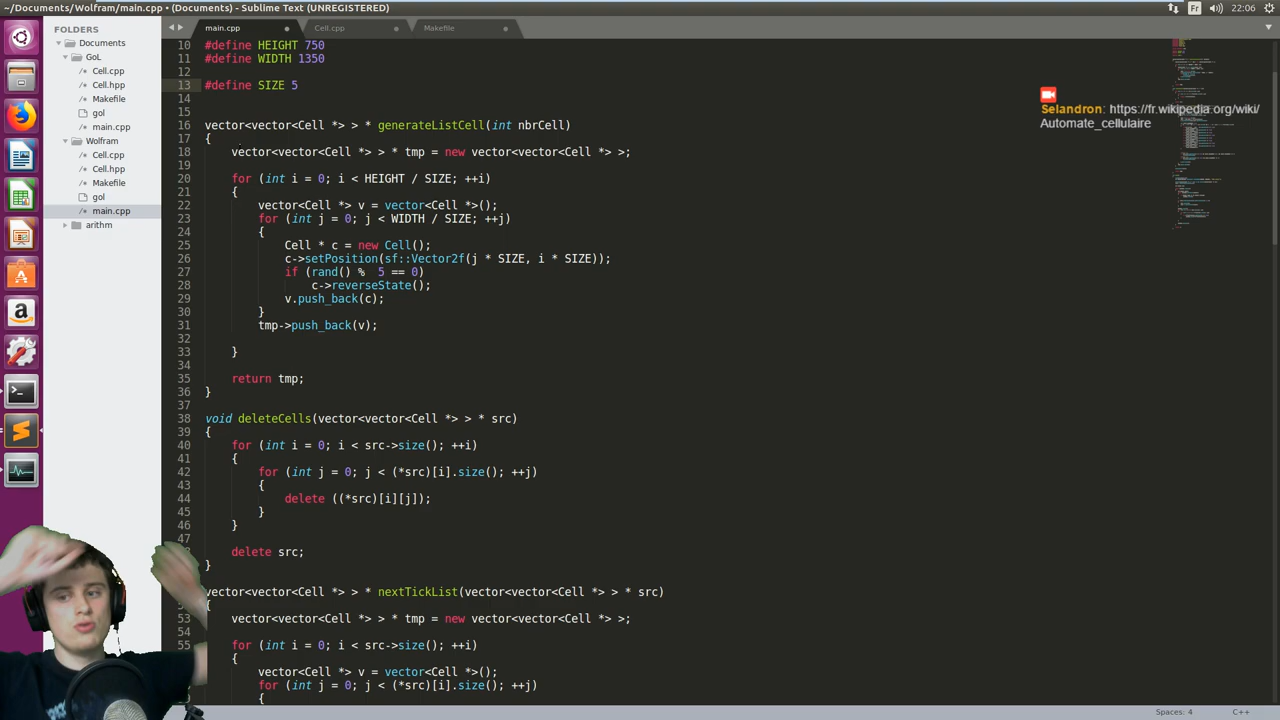 ~/Documents/Wolfram/main.cpp • (Documents) - Sublime Text (UNREGISTERED)
Fr
22:06
FOLDERS
Documents
GoL
Cell.cpp
Cell.hpp
Makefile
gol
main.cpp
Wolfram
Cell.cpp
Cell.hpp
Makefile
gol
main.cpp
arithm
main.cpp
Cell.cpp
Makefile
10 #define HEIGHT 750
11 #define WIDTH 1350
12
13 #define SIZE 5
14
15
16 vector<vector<Cell *> > * generateListCell(int nbrCell)
17 {
18 vector<vector<Cell *> > * tmp = new vector<vector<Cell *> >;
19
20 for (int i = 0; i < HEIGHT / SIZE; ++i)
21 {
22 vector<Cell *> v = vector<Cell *>();
23 for (int j = 0; j < WIDTH / SIZE; ++j)
24 {
25 Cell * c = new Cell();
26 c->setPosition(sf::Vector2f(j * SIZE, i * SIZE));
27 if (rand() %  5 == 0)
28 c->reverseState();
29 v.push_back(c);
30 }
31 tmp->push_back(v);
32
33 }
34
35 return tmp;
36 }
37
38 void deleteCells(vector<vector<Cell *> > * src)
39 {
40 for (int i = 0; i < src->size(); ++i)
41 {
42 for (int j = 0; j < (*src)[i].size(); ++j)
43 {
44 delete ((*src)[i][j]);
45 }
46 }
47
delete src;
}
vector<vector<Cell *> > * nextTickList(vector<vector<Cell *> > * src)
{
53 vector<vector<Cell *> > * tmp = new vector<vector<Cell *> >;
54
55 for (int i = 0; i < src->size(); ++i)
{
vector<Cell *> v = vector<Cell *>();
for (int j = 0; j < (*src)[i].size(); ++j)
{
Selandron: https://fr.wikipedia.org/wiki/
Automate_cellulaire
Spaces: 4
C++